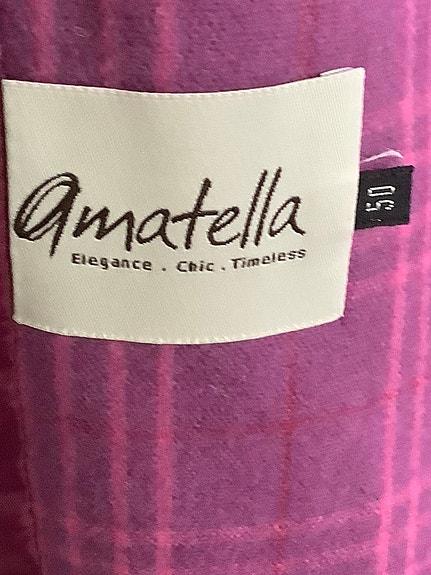 amatella
Elegance . Chic . Timeless
50